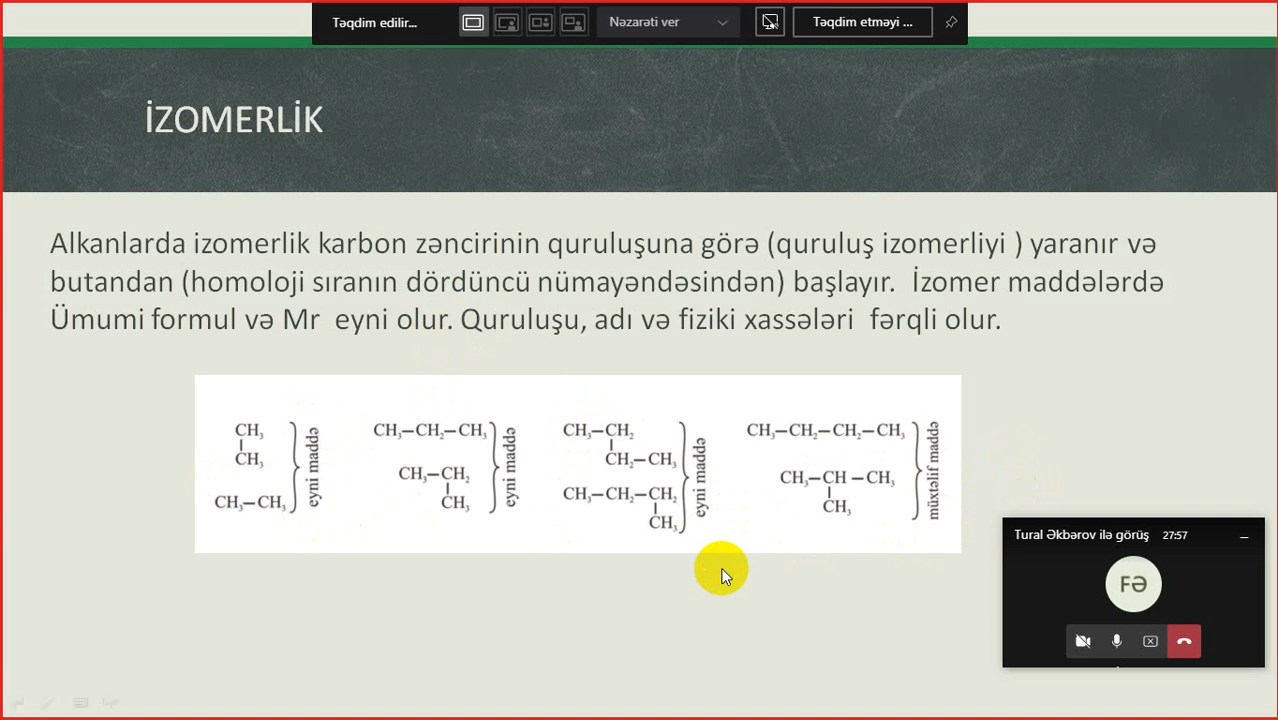 Təqdim edilir...
Nəzarəti ver
Təqdim etməyi ...
İZOMERLİK
Alkanlarda izomerlik karbon zəncirinin quruluşuna görə (quruluş izomerliyi ) yaranır və
butandan (homoloji sıranın dördüncü nümayəndəsindən) başlayır. İzomer maddələrdə
Ümumi formul və Mr eyni olur. Quruluşu, adı və fiziki xassələri fərqli olur.
CH₃
CH₃
CH₃–CH₃
eyni maddə
CH₃–CH₂–CH₃
CH₃–CH₂
CH₃
eyni maddə
CH₃–CH₂
CH₂–CH₃
CH₃–CH₂–CH₂
CH₃
eyni maddə
CH₃–CH₂–CH₂–CH₃
CH₃–CH–CH₃
CH₃
müxtəlif maddə
Tural Əkbərov ilə görüş 27:57
FƏ